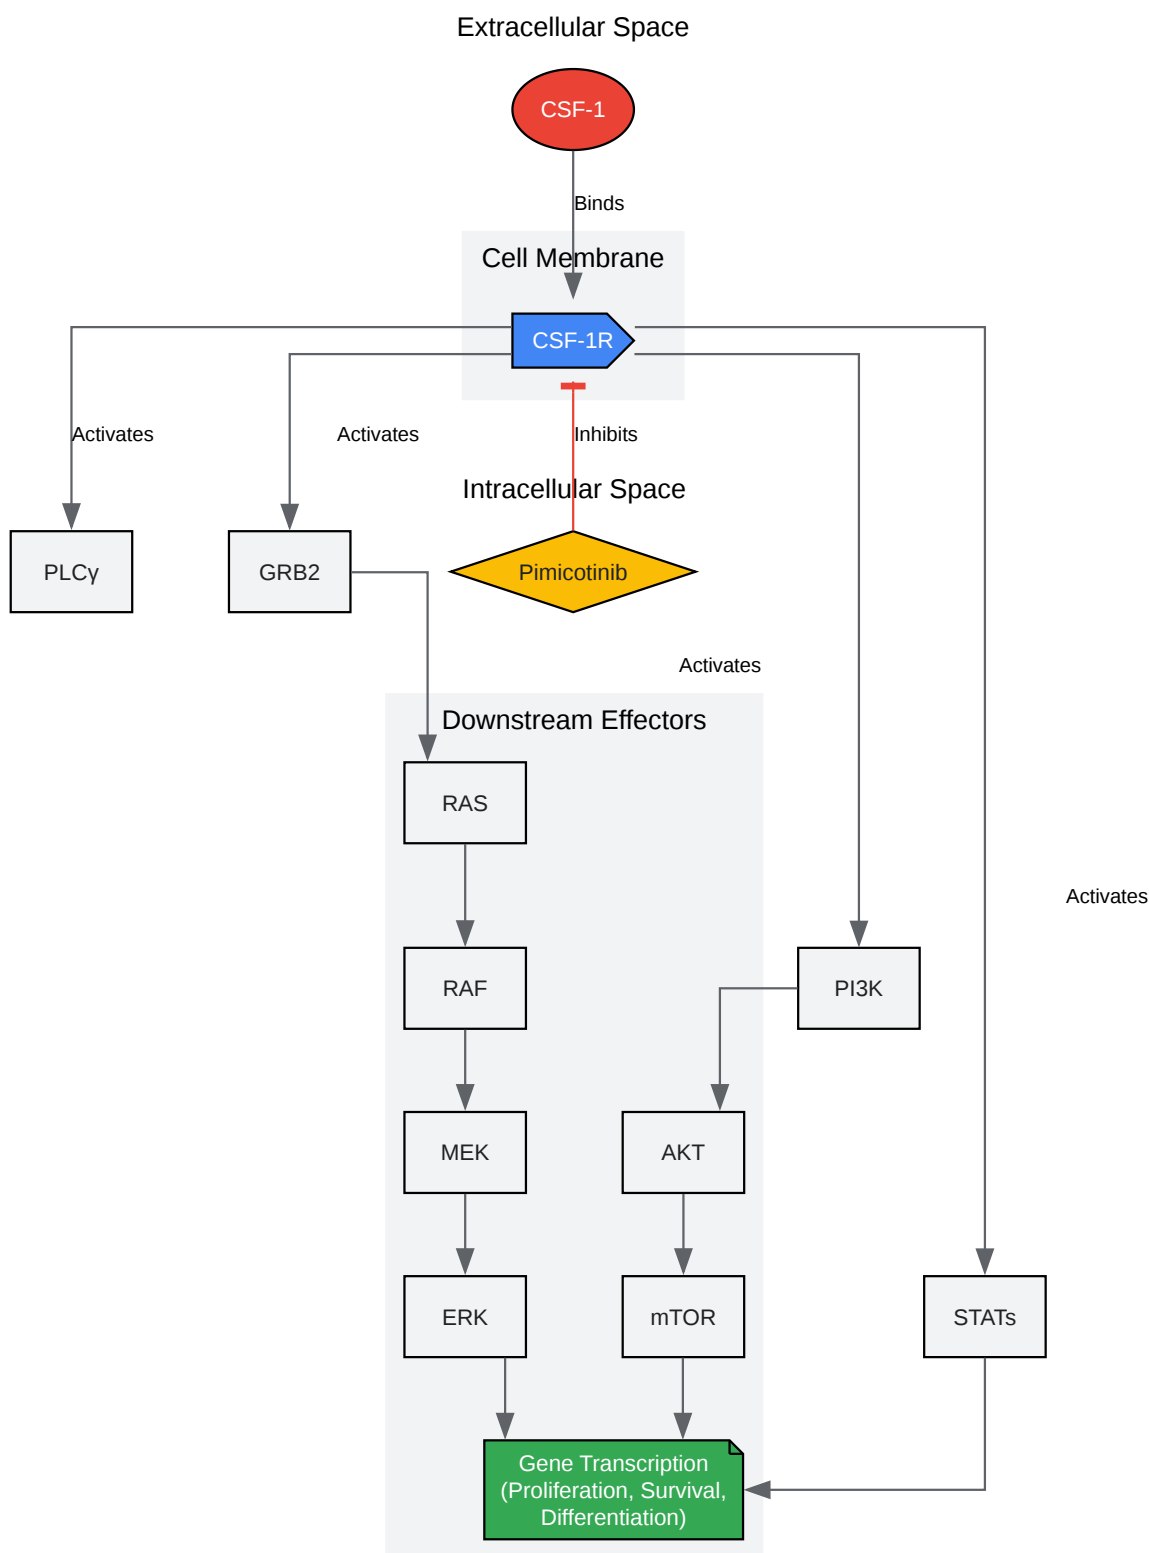 Extracellular Space
CSF-1
Binds
Cell Membrane
CSF-1R
Activates
Activates
Inhibits
Intracellular Space
PLCγ
GRB2
Pimicotinib
Activates
Downstream Effectors
RAS
Activates
RAF
PI3K
MEK
AKT
ERK
mTOR
STATs
Gene Transcription
(Proliferation, Survival,
Differentiation)